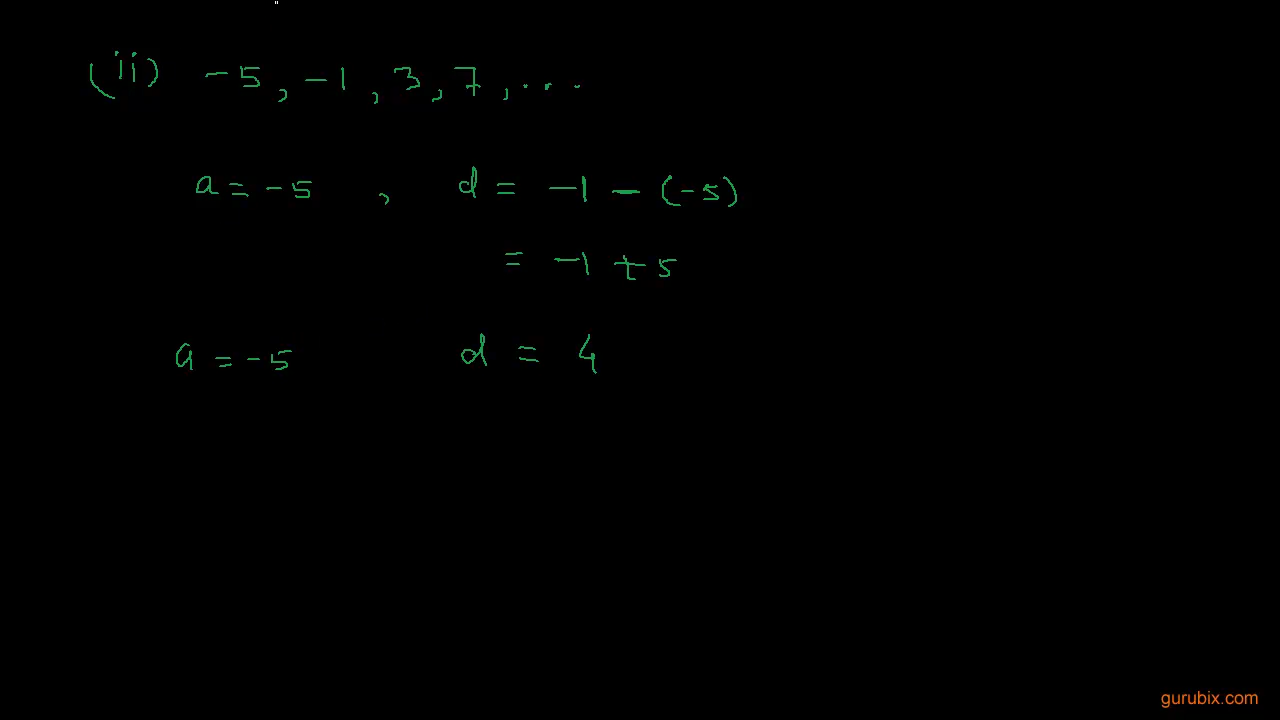 (ii) -5, -1, 3, 7, ...
a = -5 , d = -1 - (-5)
= -1 + 5
a = -5 d = 4
gurubix.com